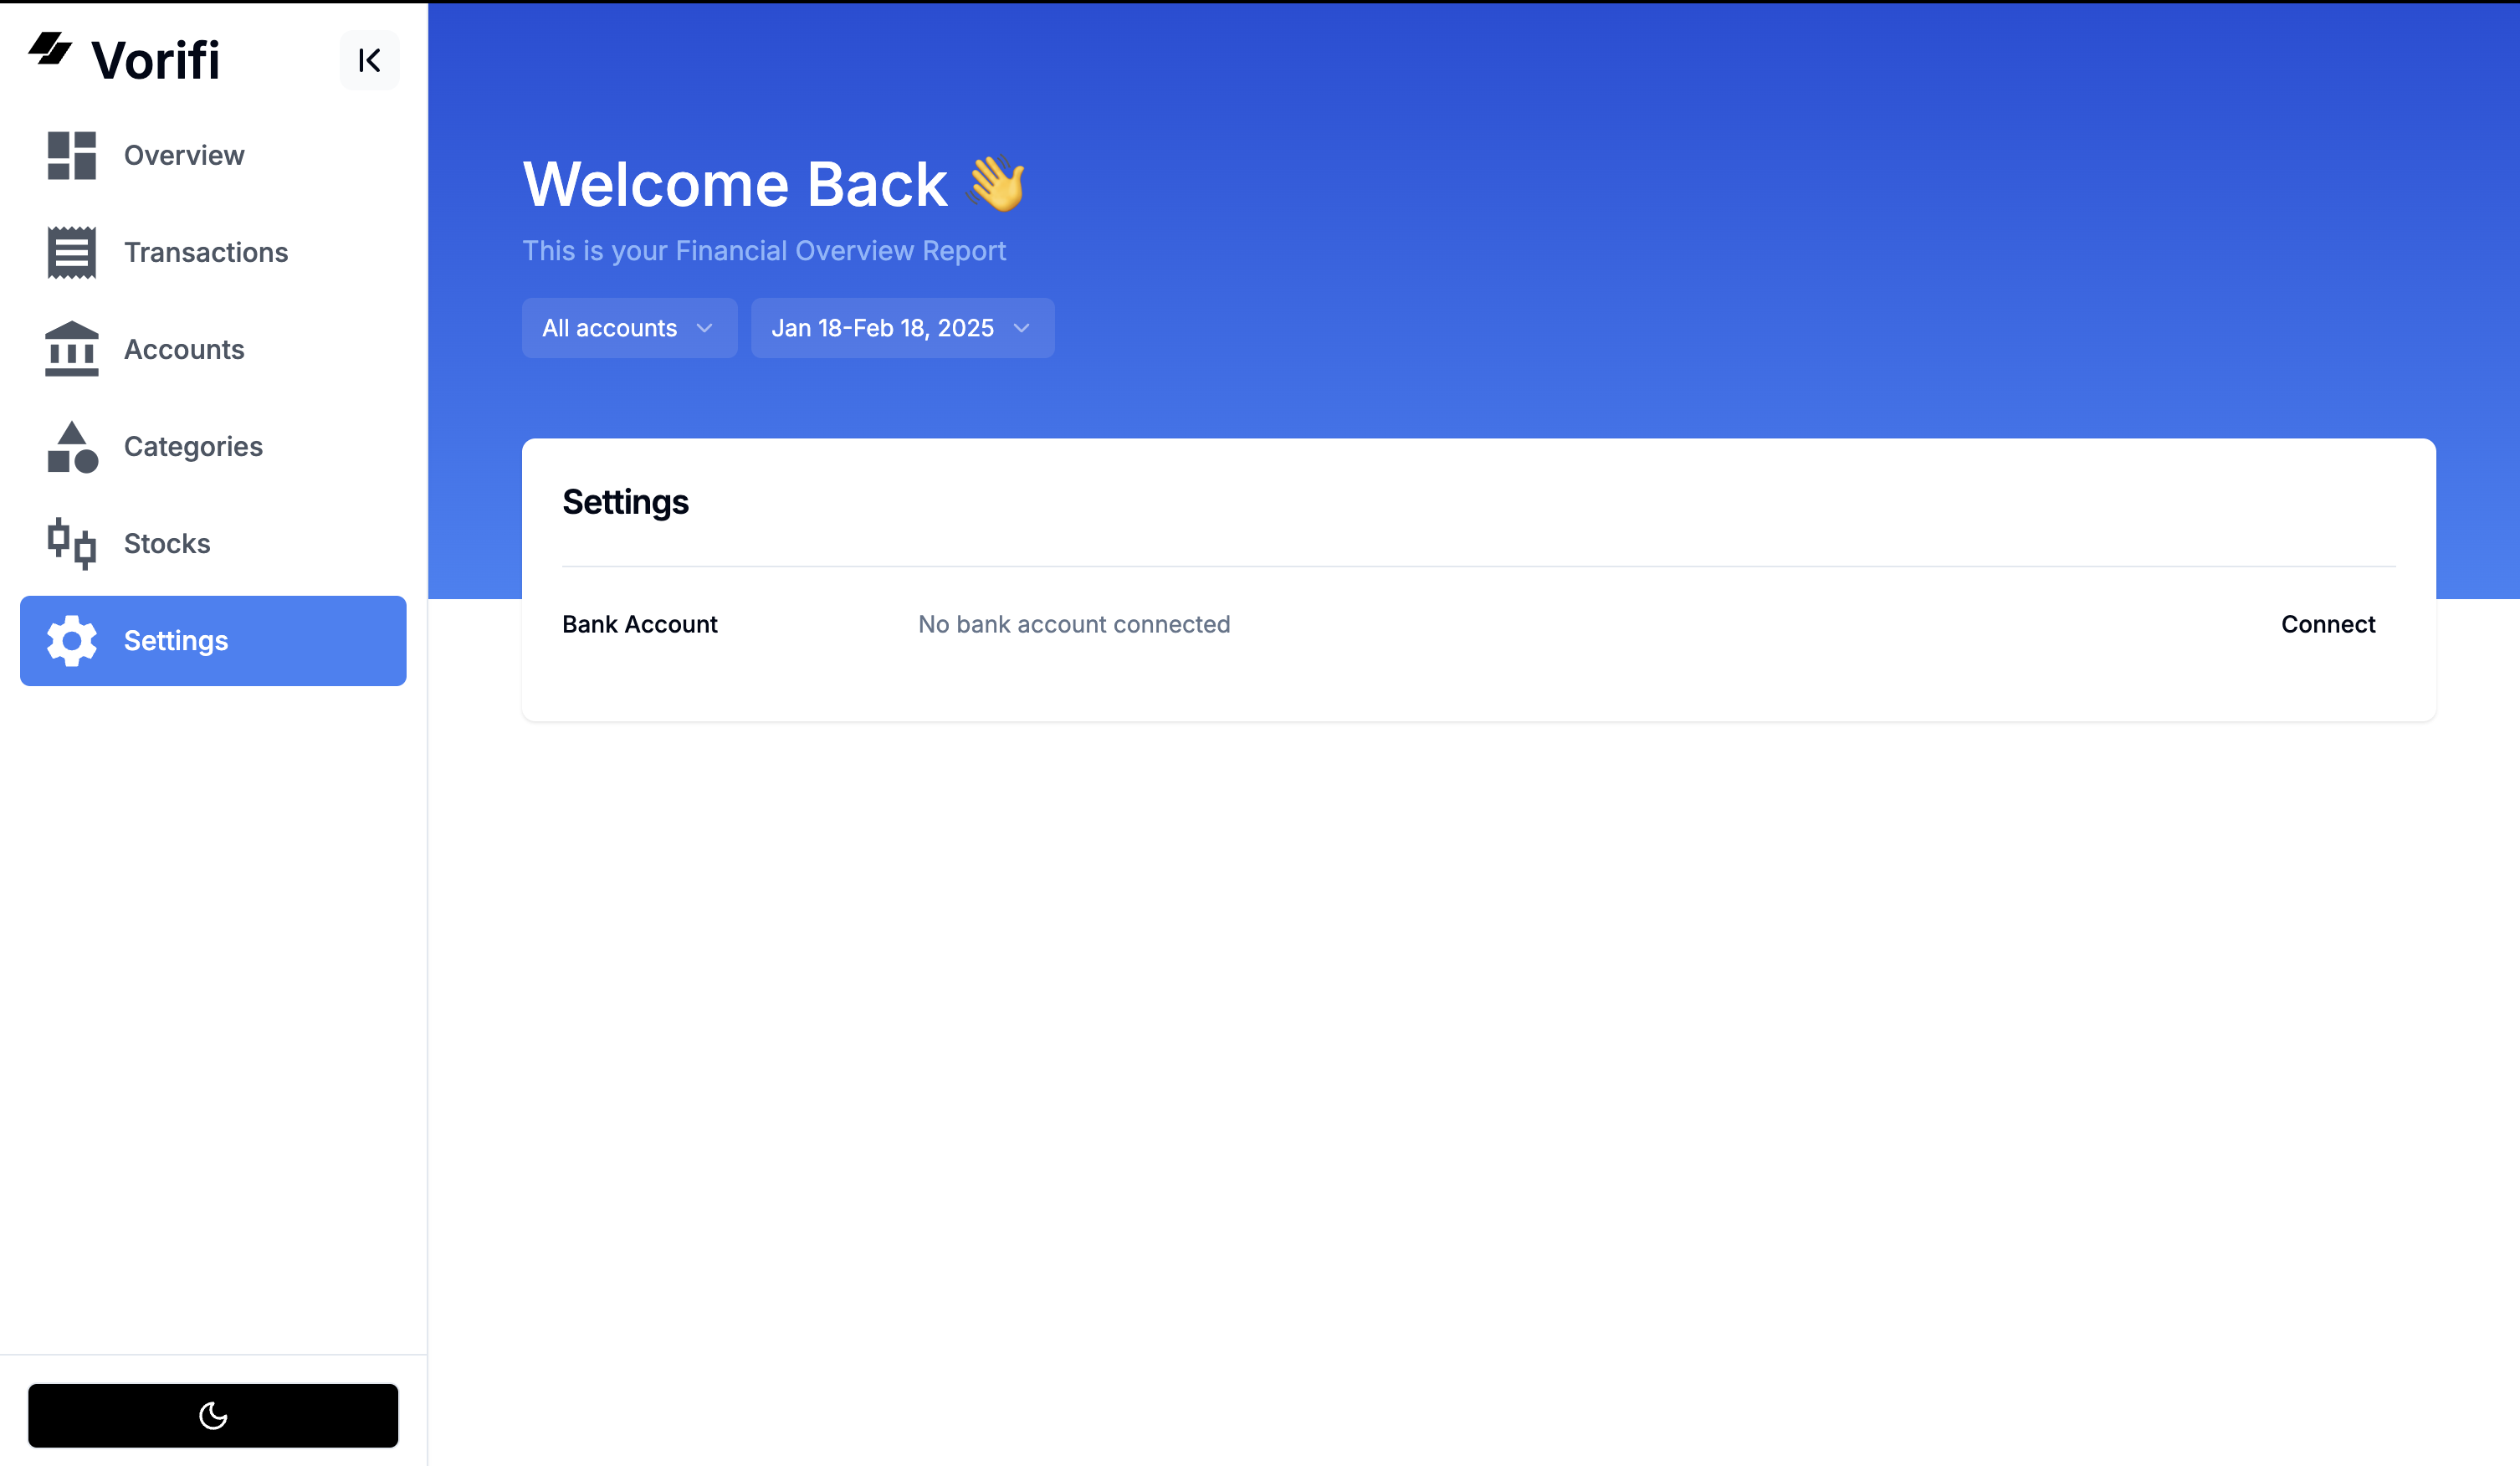 Vorifi
Overview
Transactions
Accounts
Categories
Stocks
Settings
Welcome Back 👋
This is your Financial Overview Report
All accounts
Jan 18-Feb 18, 2025
Settings
Bank Account
No bank account connected
Connect